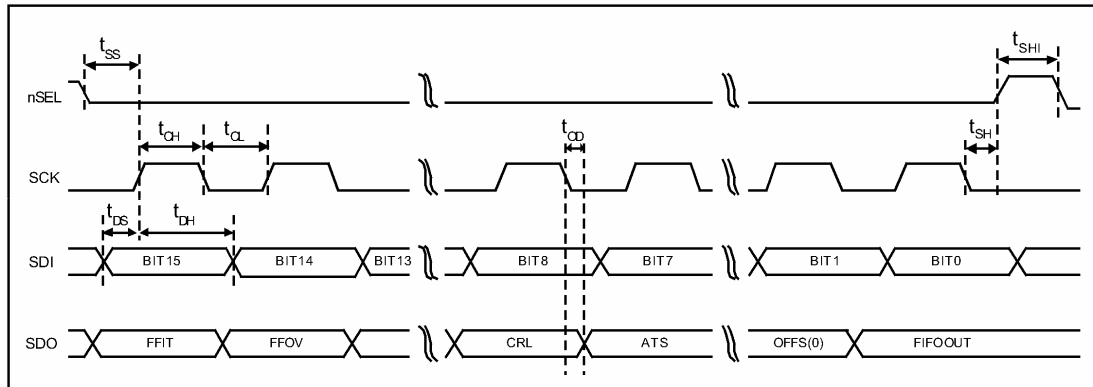 tSS
tSHI
nSEL
tCH
tCL
tOD
tSH
SCK
tDS
tDH
SDI
BIT15
BIT14
BIT13
BIT8
BIT7
BIT1
BIT0
SDO
FFIT
FFOV
CRL
ATS
OFFS(0)
FIFOOUT